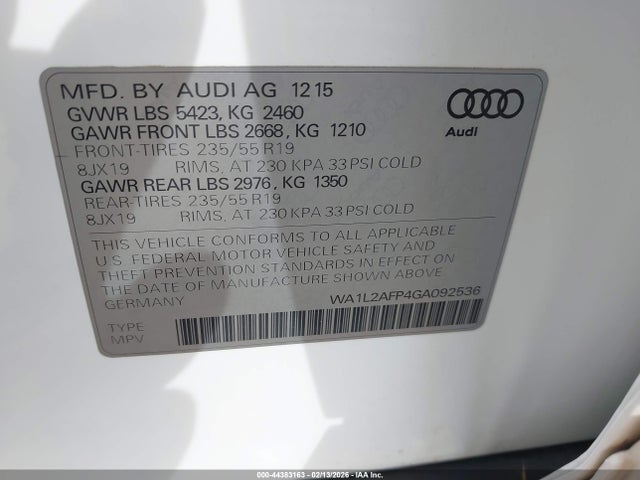 MFD. BY AUDI AG 12 15
GVWR LBS 5423, KG 2460
GAWR FRONT LBS 2668, KG 1210
FRONT-TIRES 235/55 R19
8JX19 RIMS, AT 230 KPA 33 PSI COLD
GAWR REAR LBS 2976, KG 1350
REAR-TIRES 235/55 R19
8JX19 RIMS, AT 230 KPA 33 PSI COLD
THIS VEHICLE CONFORMS TO ALL APPLICABLE
U.S. FEDERAL MOTOR VEHICLE SAFETY AND
THEFT PREVENTION STANDARDS IN EFFECT ON
THE DATE OF MANUFACTURE SHOWN ABOVE.
GERMANY WA1L2AFP4GA092536
TYPE
MPV
Audi
000-44383163 - 02/13/2026 - IAA Inc.